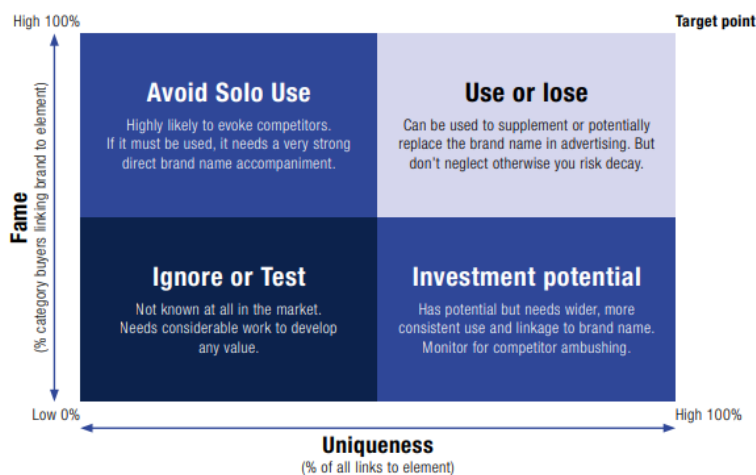 High 100%
Target point
Avoid Solo Use
Highly likely to evoke competitors.
If it must be used, it needs a very strong
direct brand name accompaniment.
Use or lose
Can be used to supplement or potentially
replace the brand name in advertising. But
don't neglect otherwise you risk decay.
Fame
(% category buyers linking brand to element)
Ignore or Test
Not known at all in the market.
Needs considerable work to develop
any value.
Investment potential
Has potential but needs wider, more
consistent use and linkage to brand name.
Monitor for competitor ambushing.
Low 0%
High 100%
Uniqueness
(% of all links to element)